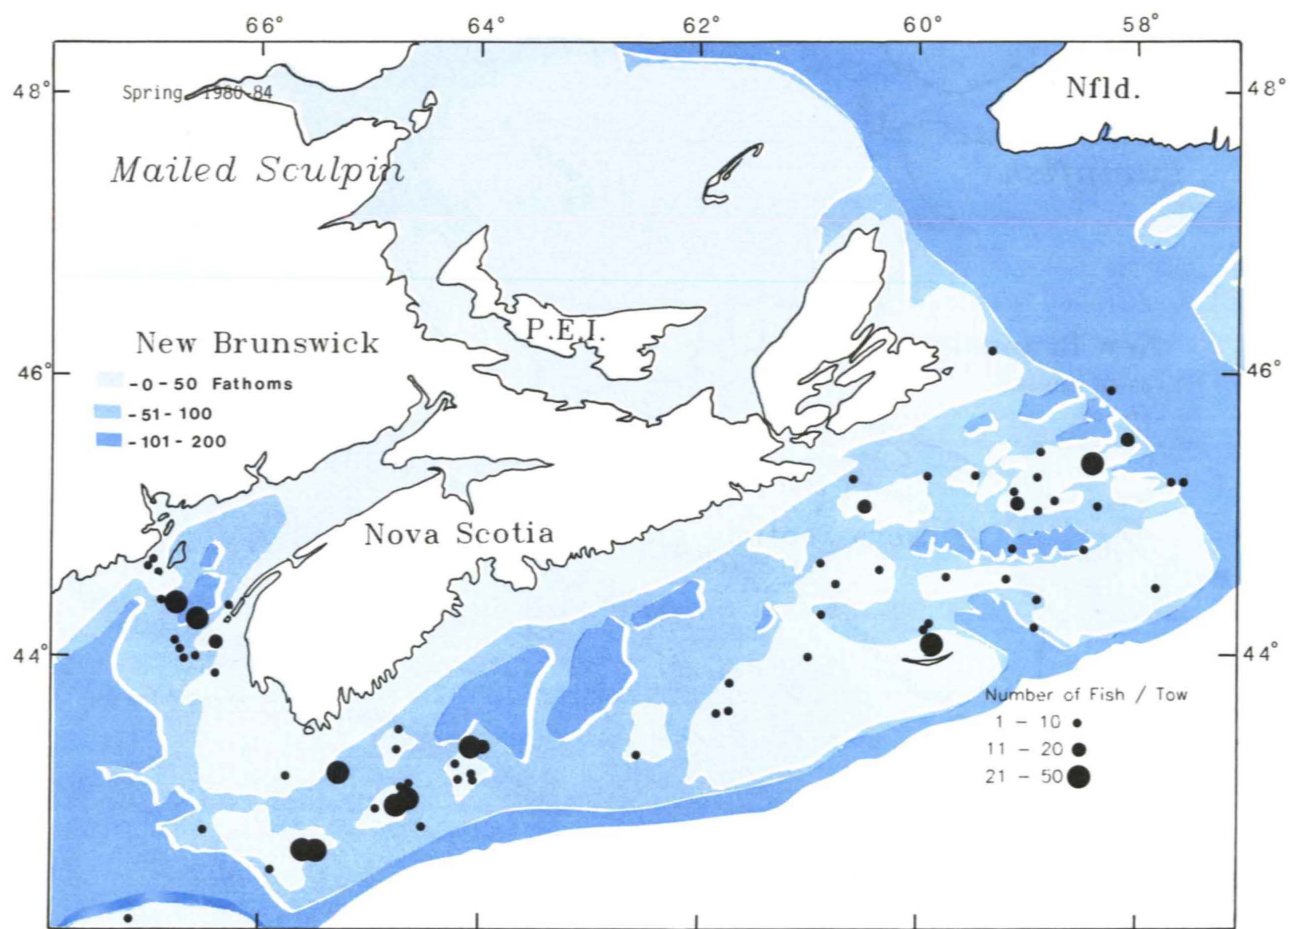 66° 64° 62° 60° 58°
48° 48°
Spring, 1980-84
Nfld.
Mailed Sculpin
P.E.I.
New Brunswick
46° 46°
-0-50 Fathoms
-51-100
-101-200
Nova Scotia
44° 44°
Number of Fish / Tow
1 - 10
11 - 20
21 - 50